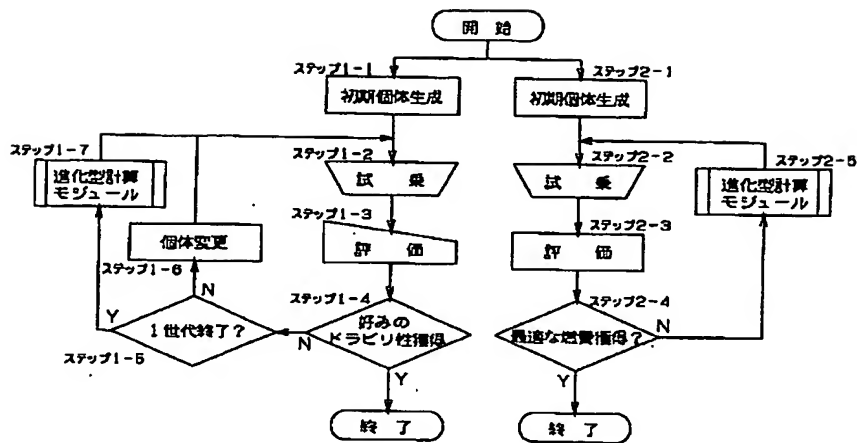 開 始
ステップ1-1
ステップ2-1
初期個体生成
初期個体生成
ステップ1-7
ステップ1-2
ステップ2-2
ステップ2-5
進化型計算
モジュール
試 乗
試 乗
進化型計算
モジュール
ステップ1-3
ステップ2-3
個体変更
評 価
評 価
ステップ1-6
ステップ1-4
ステップ2-4
Y
N
1世代終了?
N
好みの
ドラビリ性獲得
最適な燃費獲得?
N
ステップ1-5
Y
Y
終 了
終 了